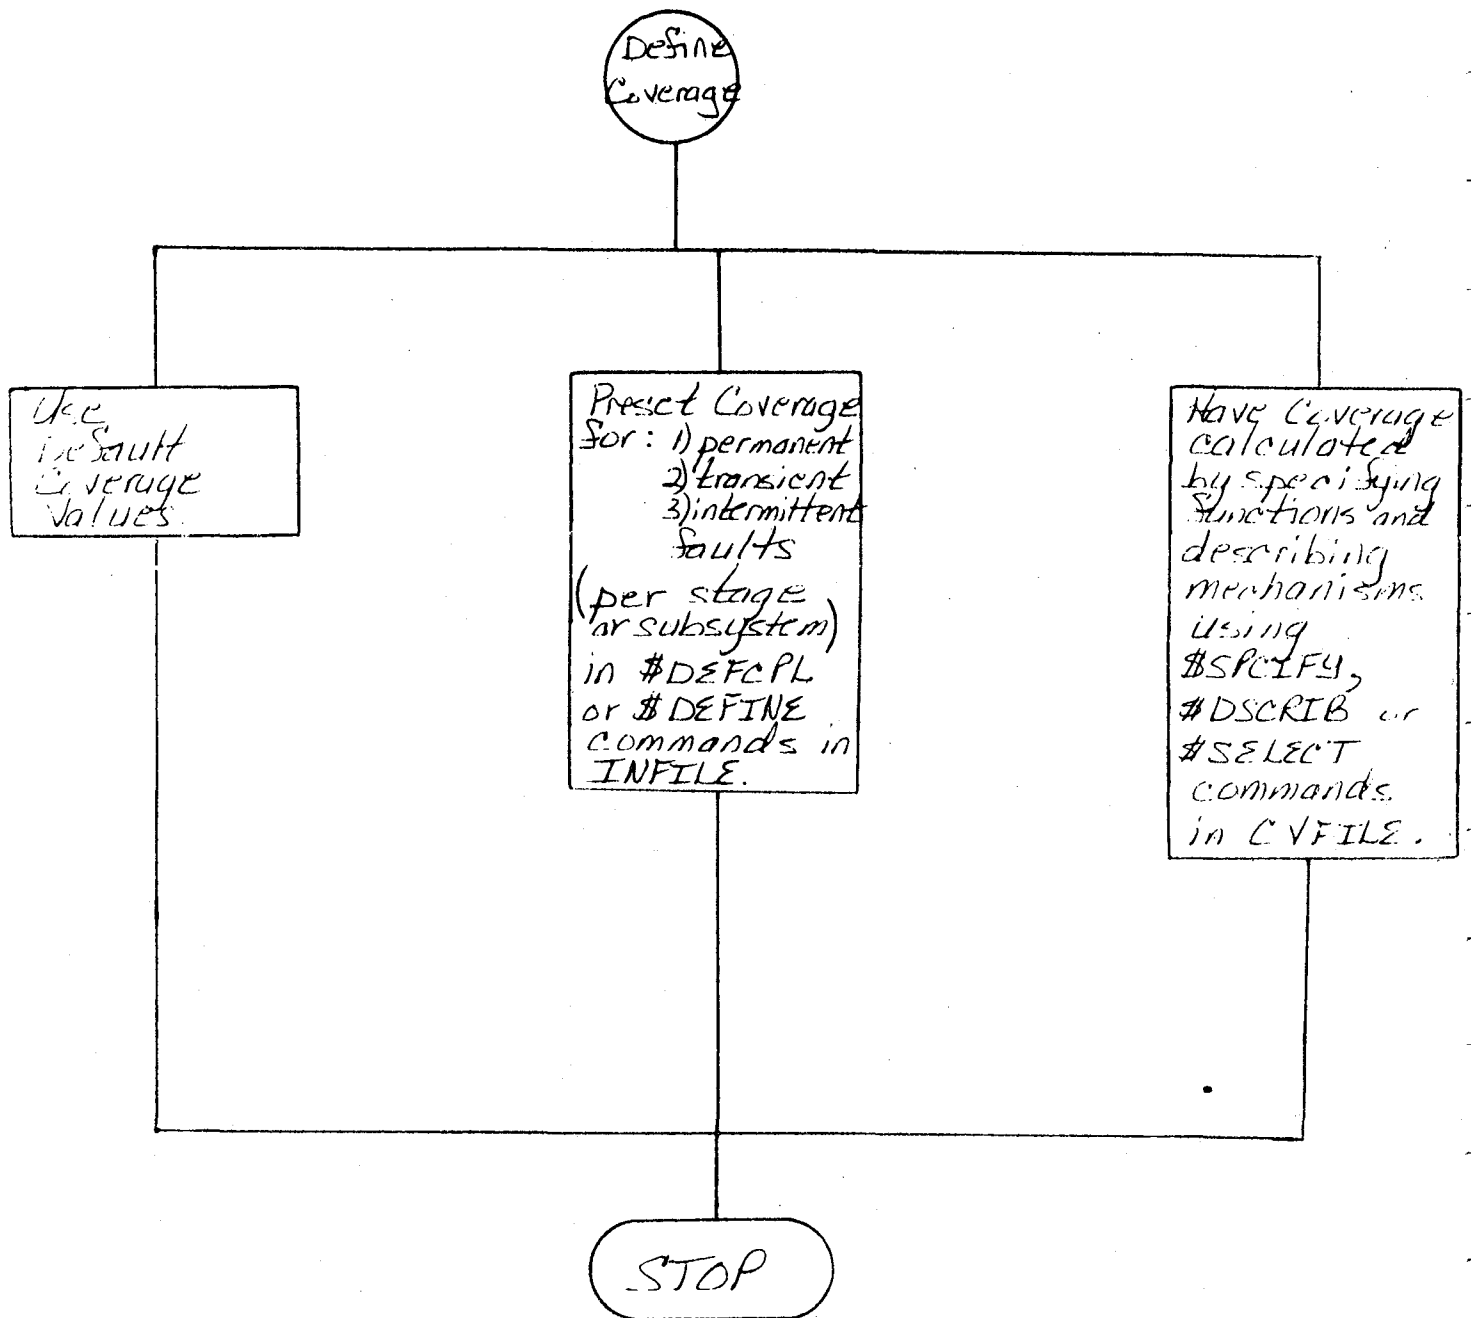 Define
Coverage
Use
Default
Coverage
Values.
Preset Coverage
for: 1) permanent
2) transient
3) intermittent
faults
(per stage
or subsystem)
in $DEFCPL
or $DEFINE
commands in
INFILE.
Have Coverage
calculated
by specifying
functions and
describing
mechanisms
using
$SPCIFY,
$DSCRIB or
$SELECT
commands
in CVFILE.
STOP